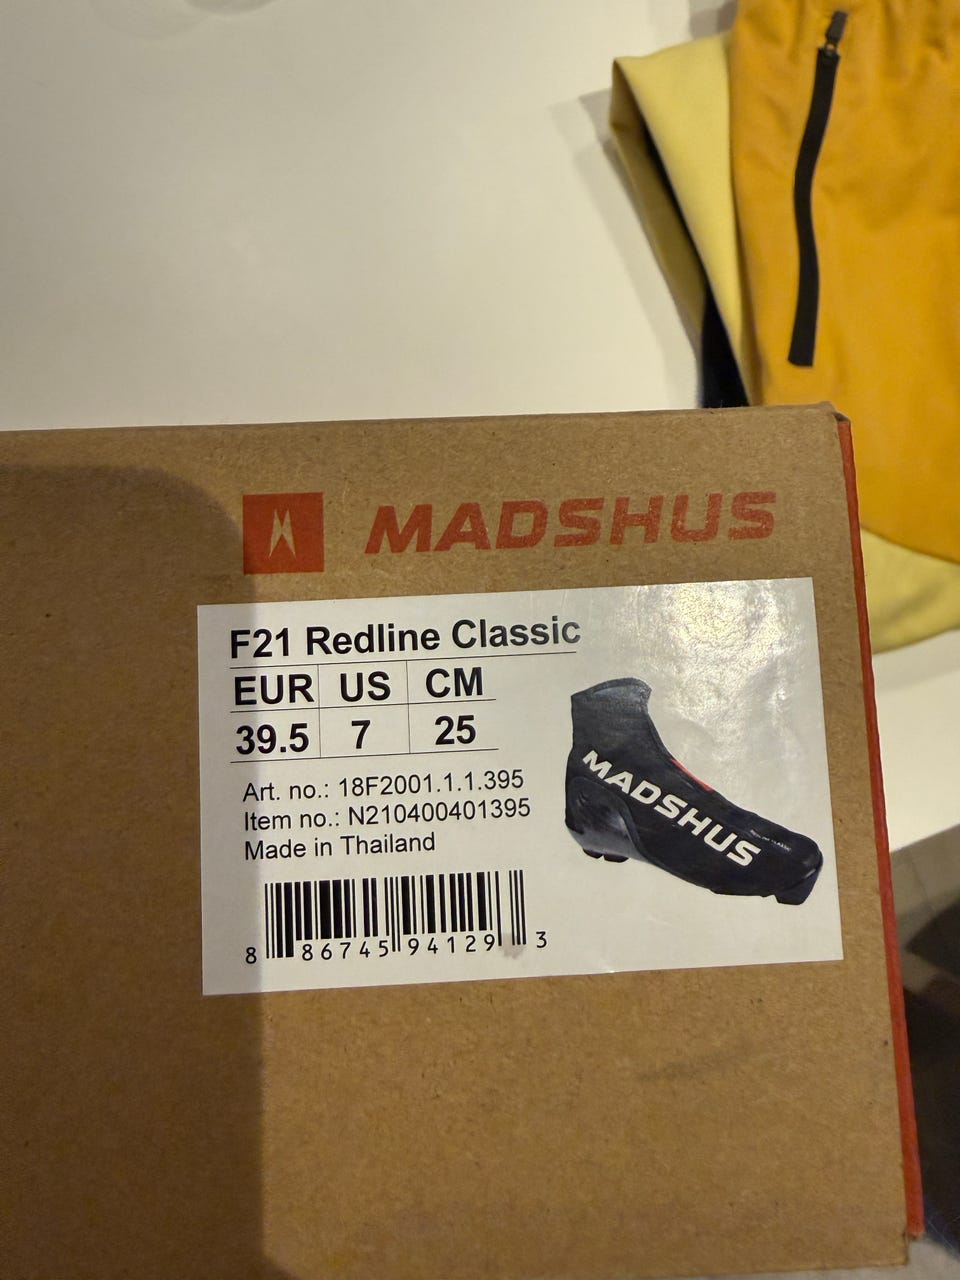 MADSHUS
F21 Redline Classic
EUR US CM
39.5 7 25
Art. no.: 18F2001.1.1.395
Item no.: N210400401395
Made in Thailand
8 86745 94129 3
MADSHUS